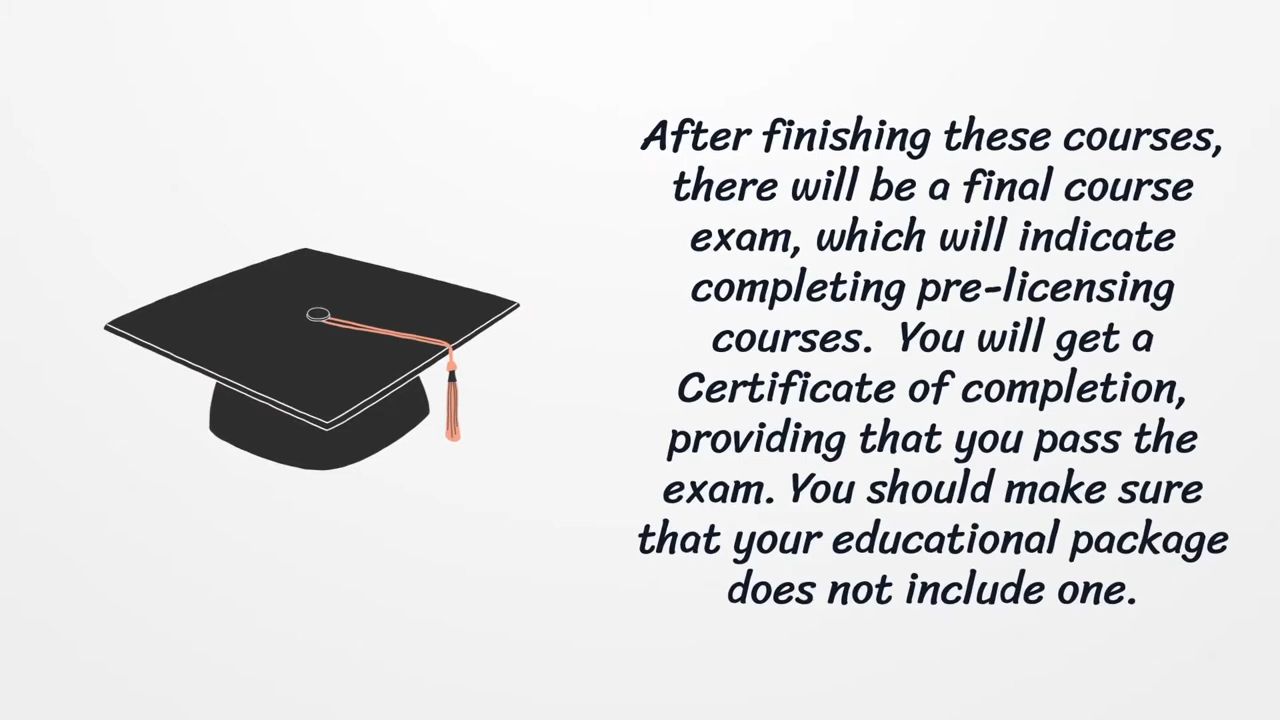 After finishing these courses,
there will be a final course
exam, which will indicate
completing pre-licensing
courses.  You will get a
Certificate of completion,
providing that you pass the
exam. You should make sure
that your educational package
does not include one.